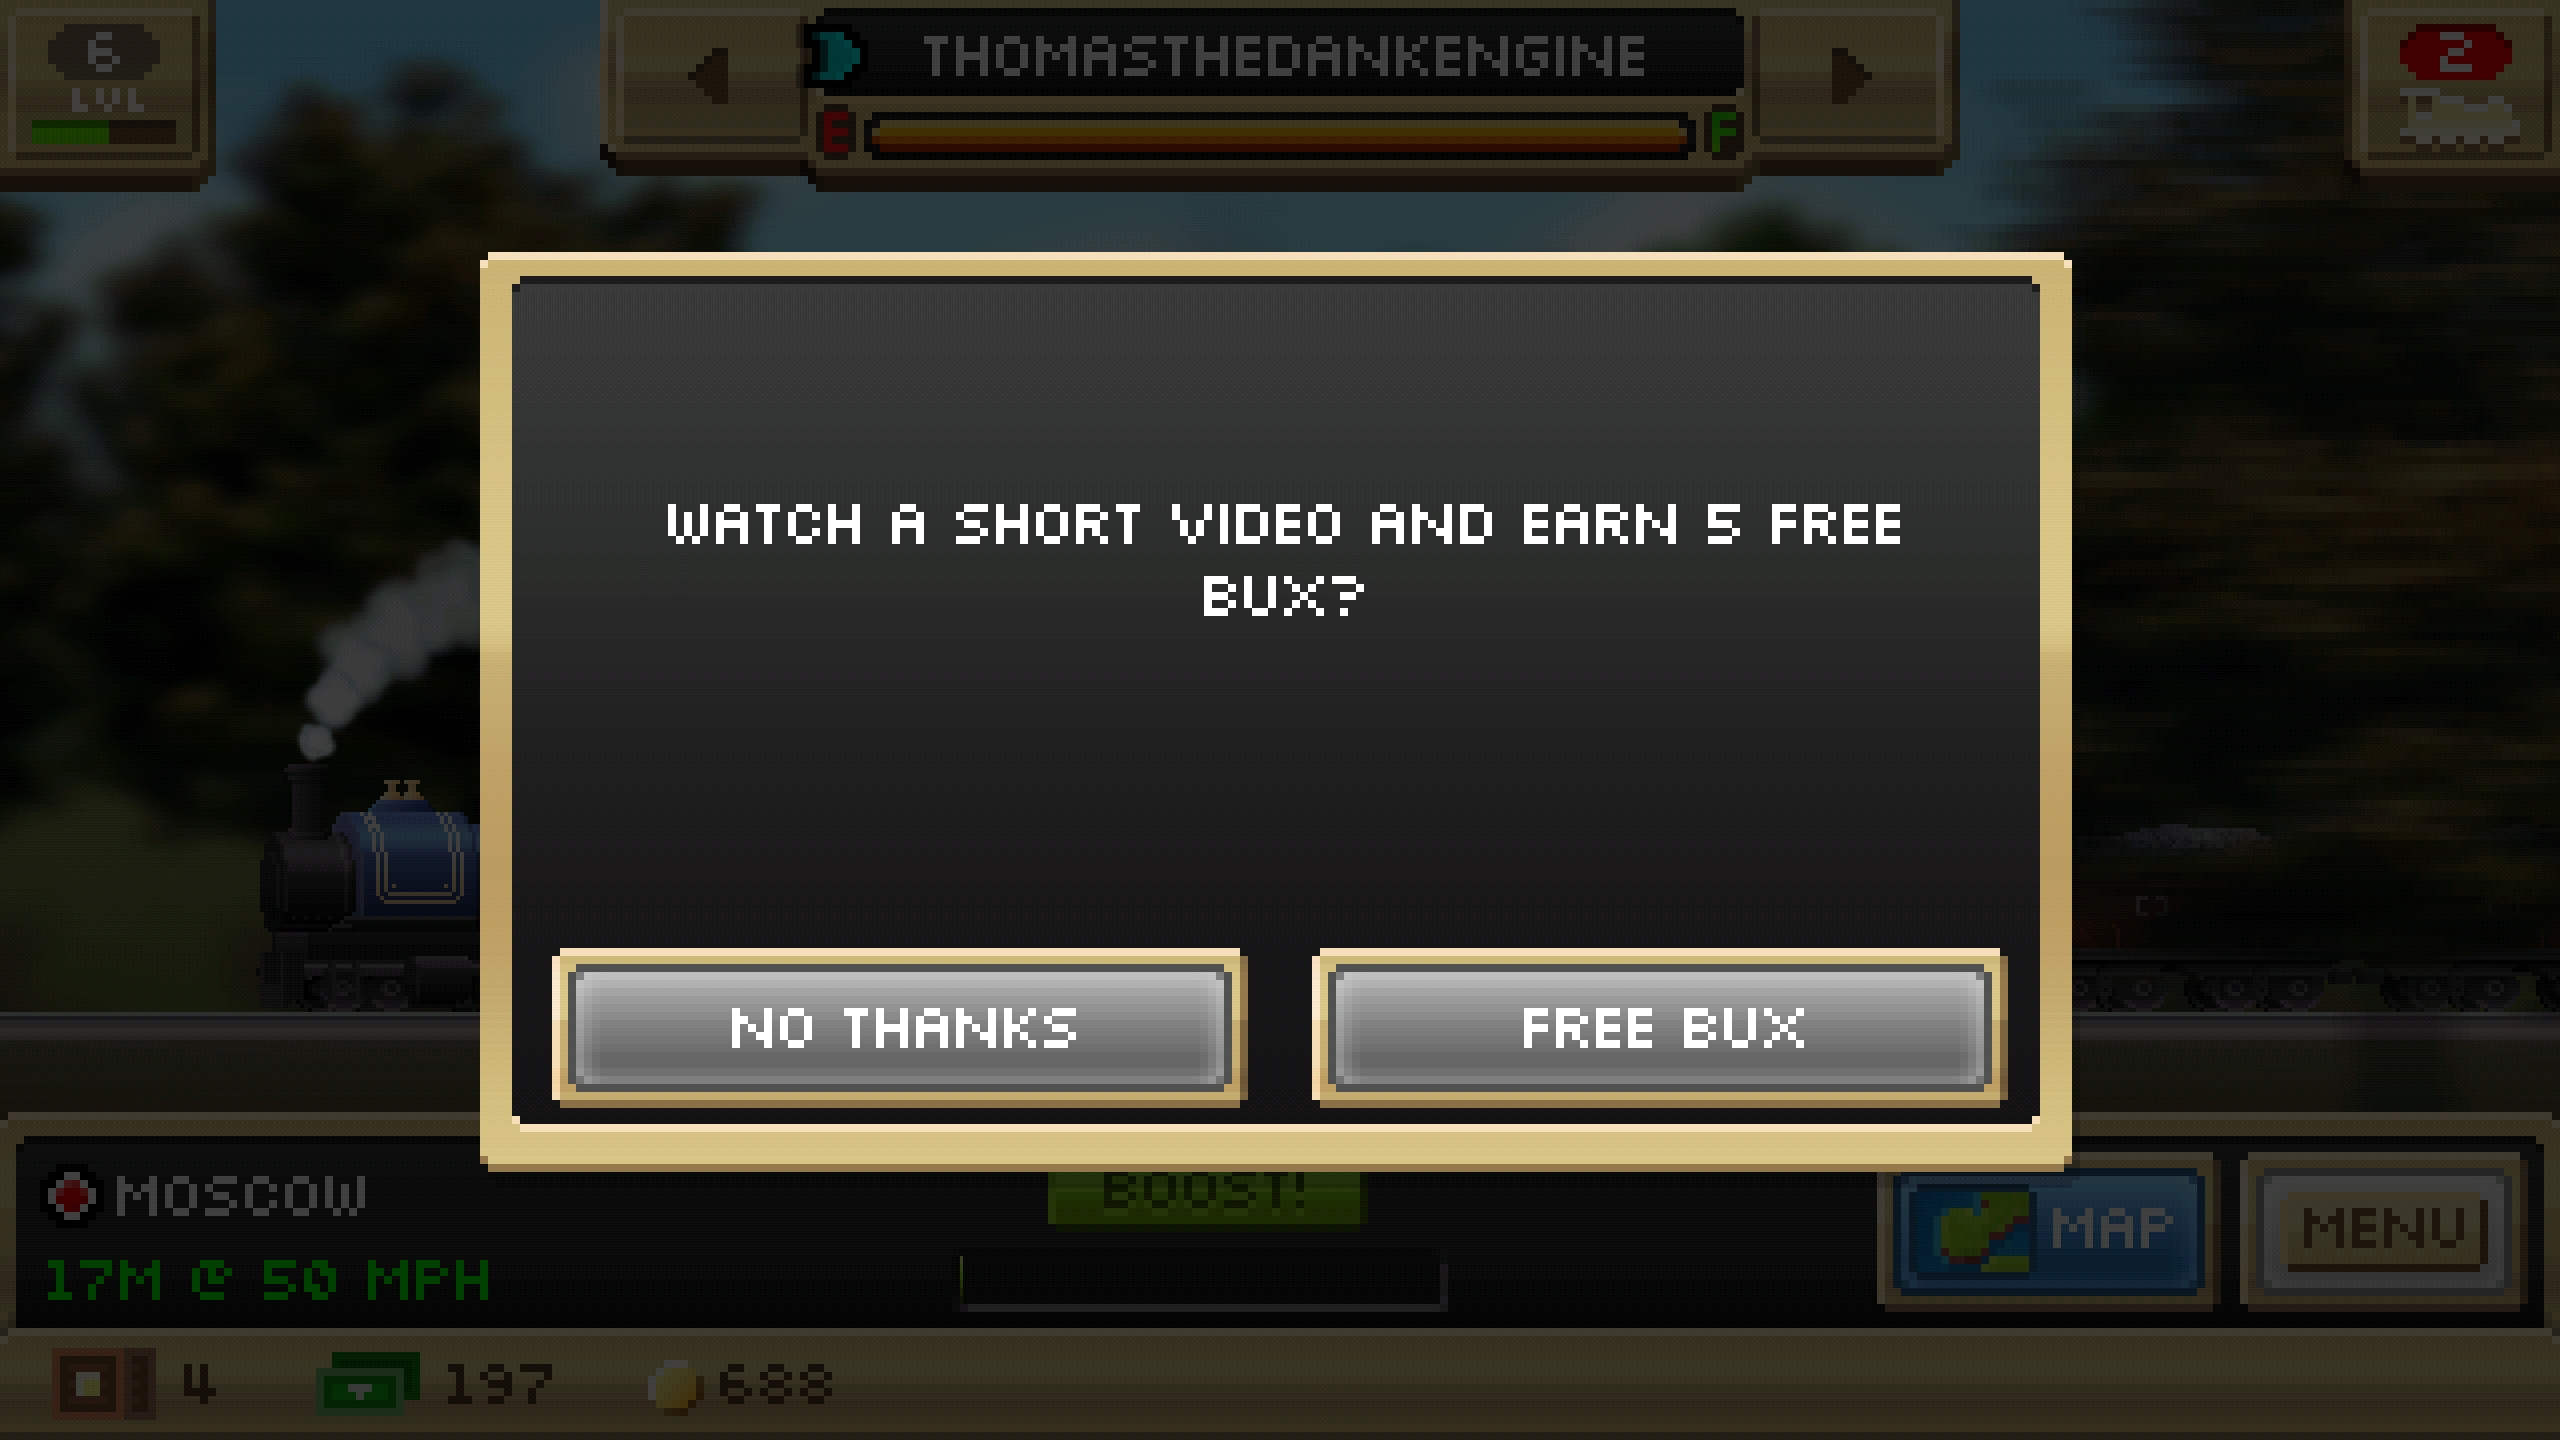 6
LVL
THOMASTHEDANKENGINE
E
F
2
WATCH A SHORT VIDEO AND EARN 5 FREE
BUX?
NO THANKS
FREE BUX
MOSCOW
17M @ 50 MPH
BOOST!
MAP
MENU
4
197
688